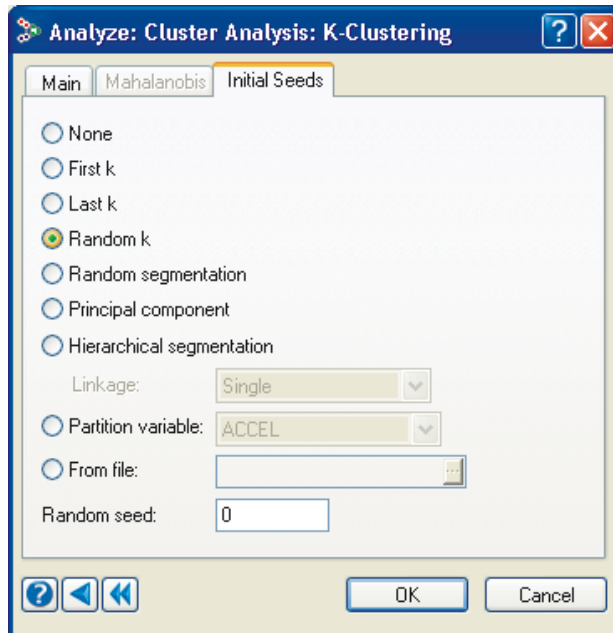 Analyze: Cluster Analysis: K-Clustering
Main Mahalanobis Initial Seeds
None
First k
Last k
Random k
Random segmentation
Principal component
Hierarchical segmentation
Linkage: Single
Partition variable: ACCEL
From file: ...
Random seed: 0
OK Cancel